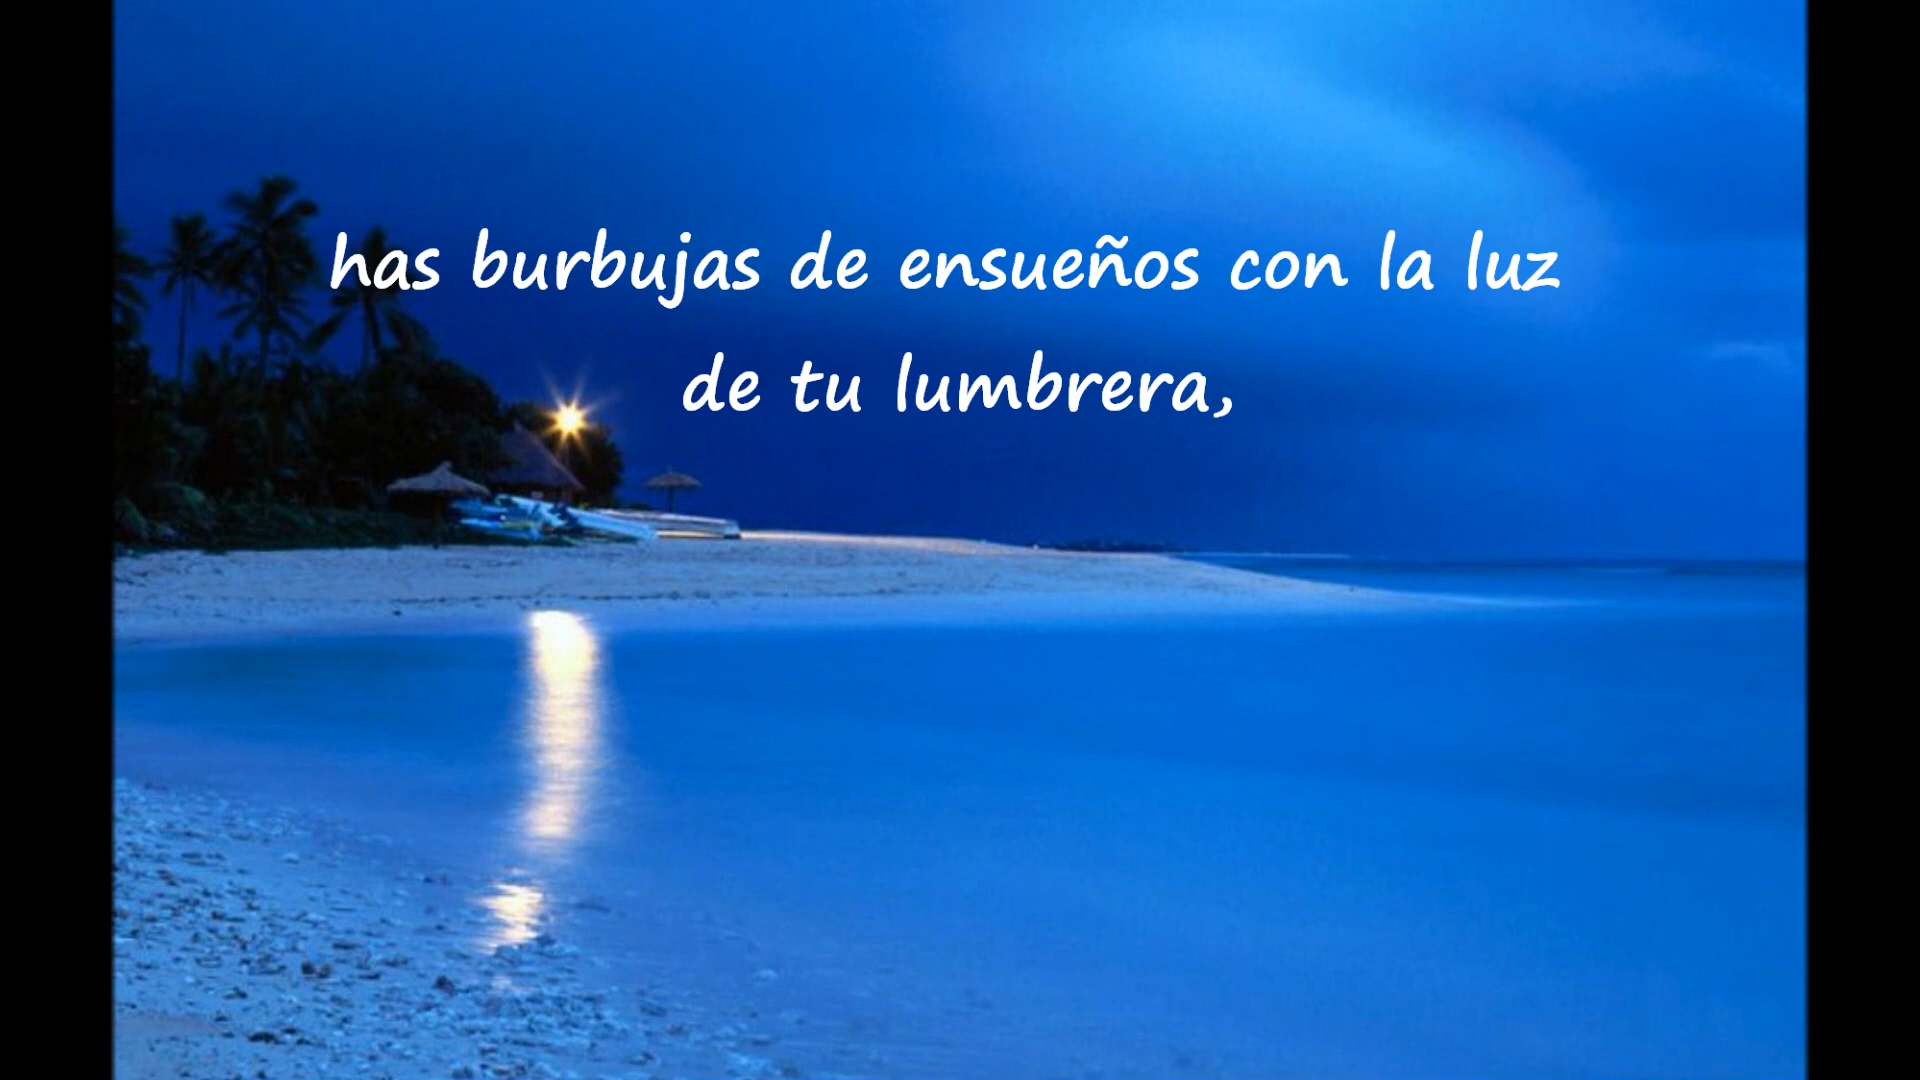 has burbujas de ensueños con la luz
de tu lumbrera,